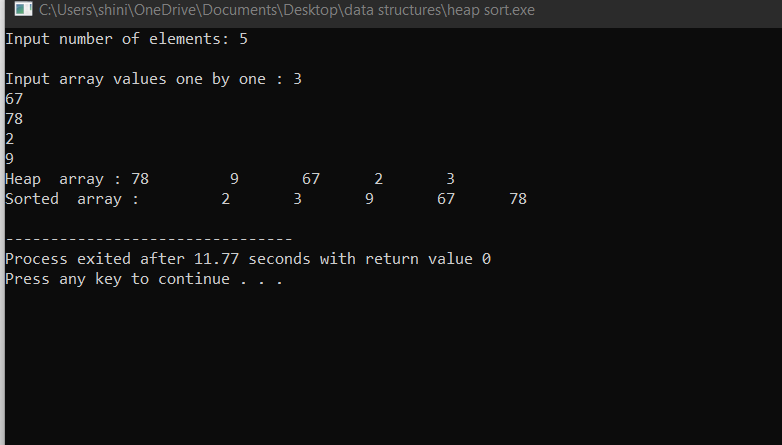 C:\Users\shini\OneDrive\Documents\Desktop\data structures\heap sort.exe
Input number of elements: 5
Input array values one by one : 3
67
78
2
9
Heap  array : 78         9       67      2       3
Sorted  array :         2       3       9       67      78
--------------------------------
Process exited after 11.77 seconds with return value 0
Press any key to continue . . .